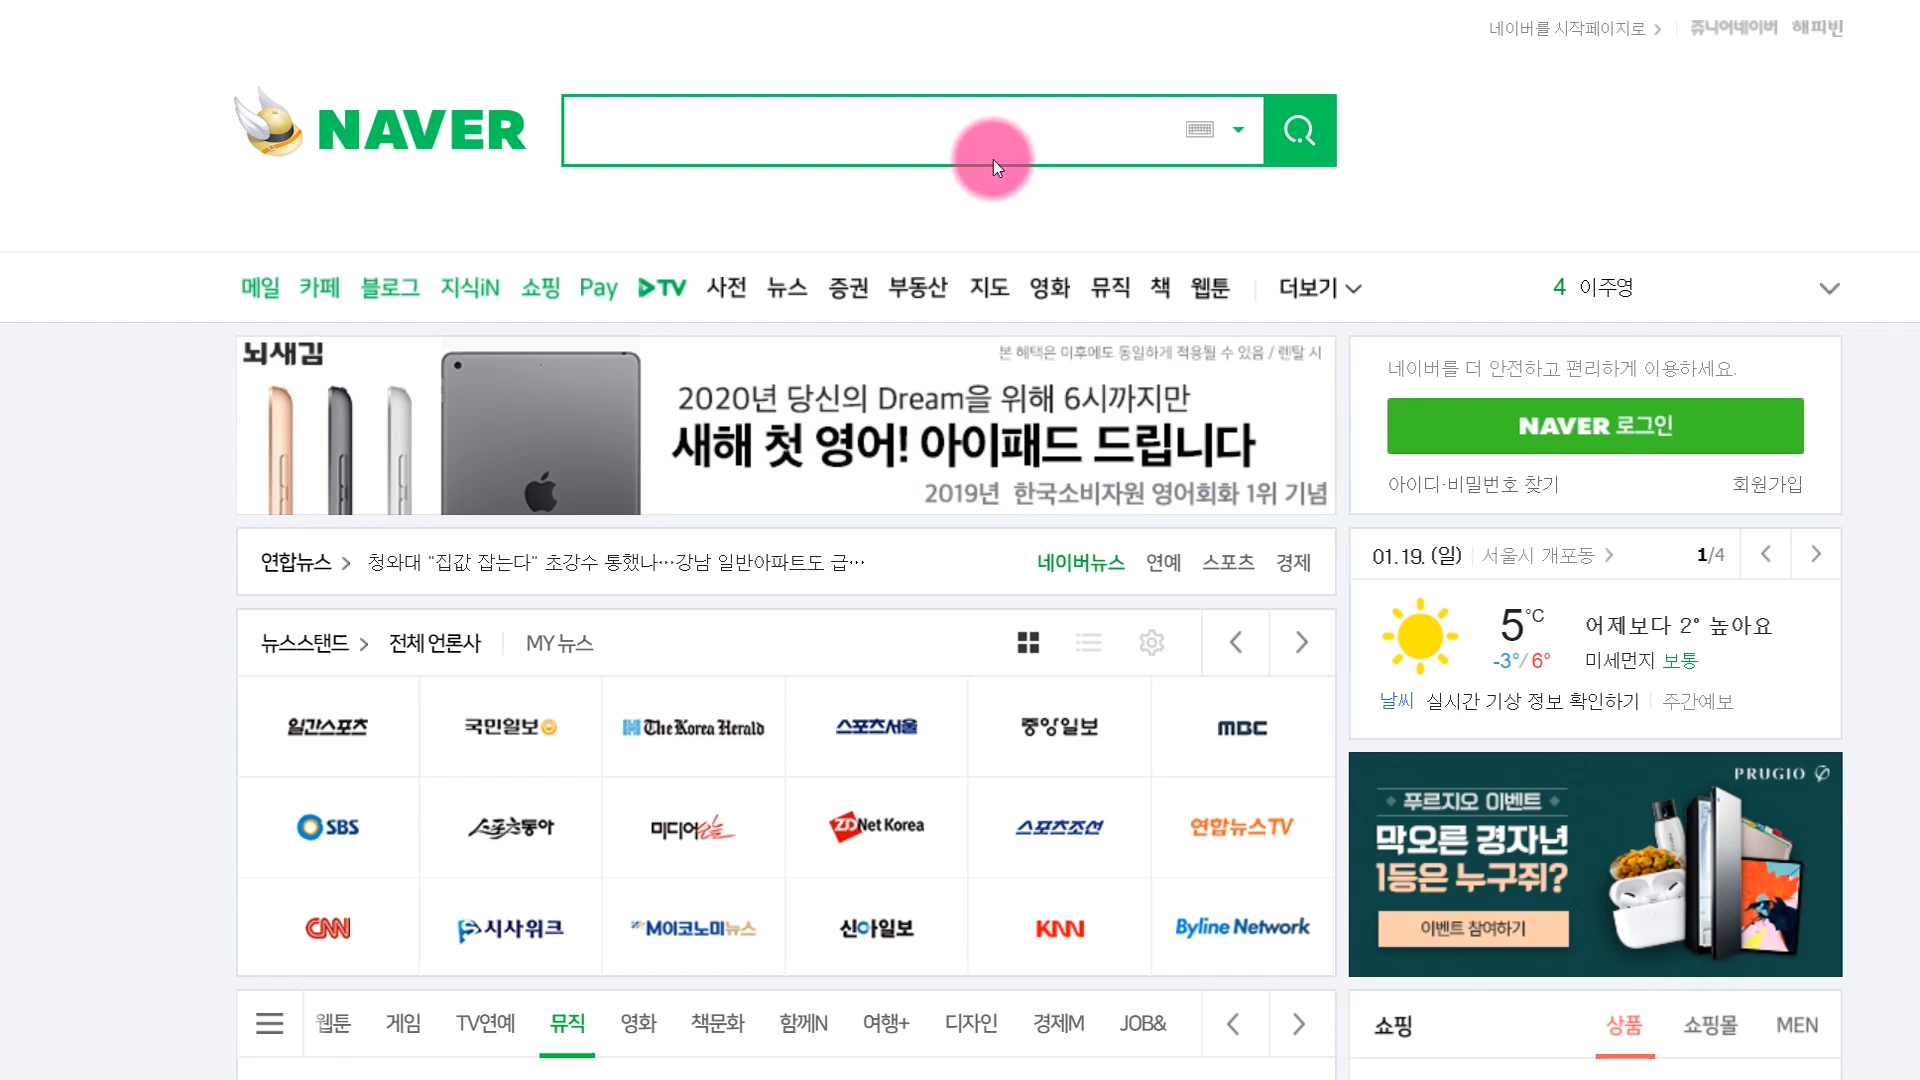 네이버를 시작페이지로 쥬니어네이버 해피빈
NAVER
메일 카페 블로그 지식iN 쇼핑 Pay TV 사전 뉴스 증권 부동산 지도 영화 뮤직 책 웹툰 더보기 4 이주영
뇌새김
본 혜택은 이후에도 동일하게 적용될 수 있음 / 렌탈 시
2020년 당신의 Dream을 위해 6시까지만
새해 첫 영어! 아이패드 드립니다
2019년 한국소비자원 영어회화 1위 기념
네이버를 더 안전하고 편리하게 이용하세요.
NAVER 로그인
아이디·비밀번호 찾기 회원가입
연합뉴스 청와대 "집값 잡는다" 초강수 통했나…강남 일반아파트도 급… 네이버뉴스 연예 스포츠 경제
01.19. (일) 서울시 개포동 1/4
5°C 어제보다 2° 높아요
-3°/6° 미세먼지 보통
날씨 실시간 기상 정보 확인하기 주간예보
뉴스스탠드 전체 언론사 MY 뉴스
일간스포츠 국민일보 The Korea Herald 스포츠서울 중앙일보 MBC
SBS 스포츠동아 미디어오늘 ZDNet Korea 스포츠조선 연합뉴스TV
CNN 시사위크 M이코노미뉴스 신아일보 KNN Byline Network
PRUGIO
푸르지오 이벤트
막오른 경자년
1등은 누구쥐?
이벤트 참여하기
웹툰 게임 TV연예 뮤직 영화 책문화 함께N 여행+ 디자인 경제M JOB&
쇼핑 상품 쇼핑몰 MEN